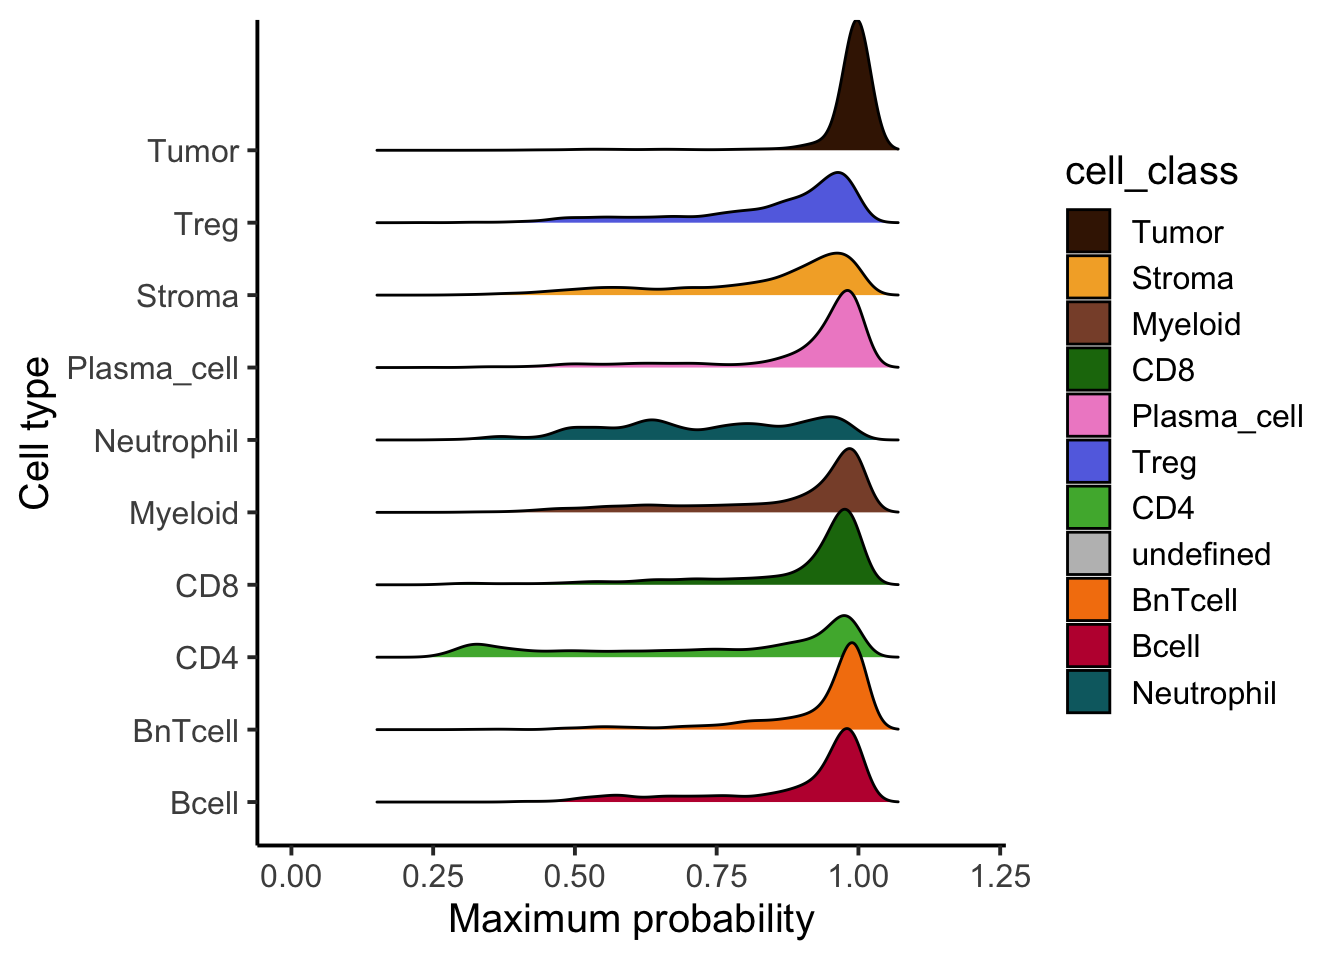 Cell type
Tumor
Treg
Stroma
Plasma_cell
Neutrophil
Myeloid
CD8
CD4
BnTcell
Bcell
0.00 0.25 0.50 0.75 1.00 1.25
Maximum probability
cell_class
Tumor
Stroma
Myeloid
CD8
Plasma_cell
Treg
CD4
undefined
BnTcell
Bcell
Neutrophil